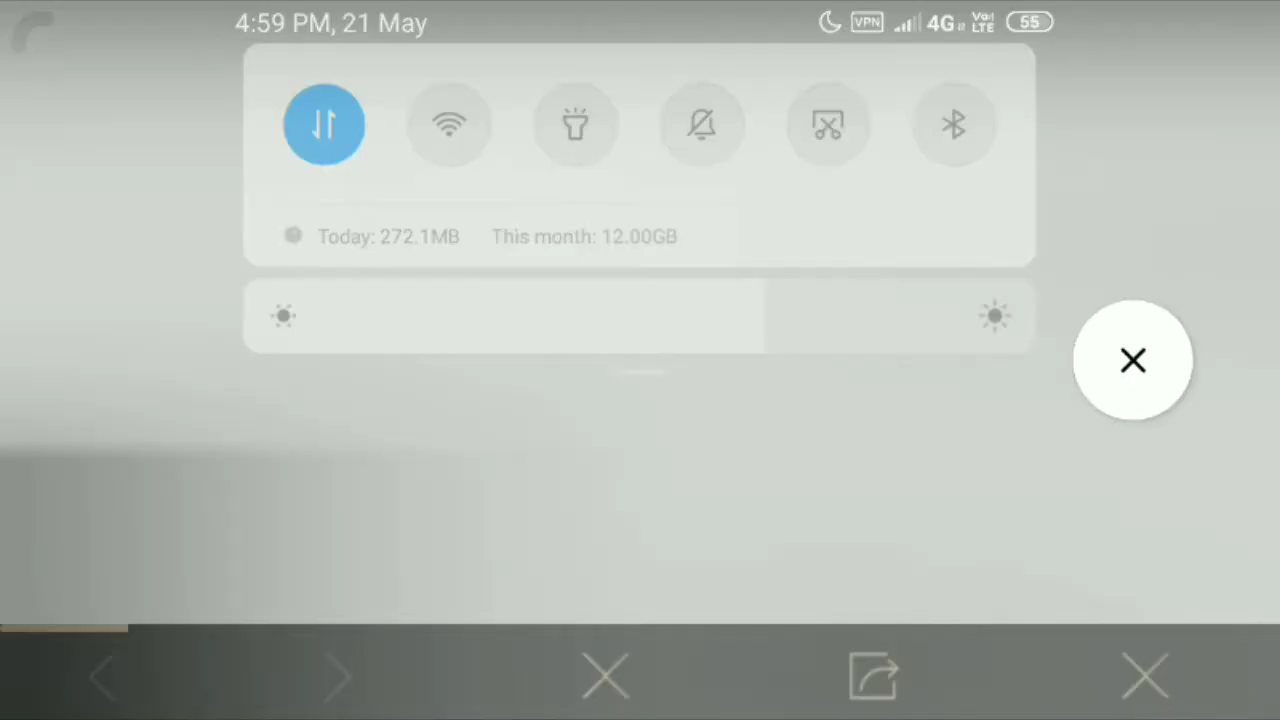 4:59 PM, 21 May
VPN 4G Vo) LTE 55
Today: 272.1MB This month: 12.00GB